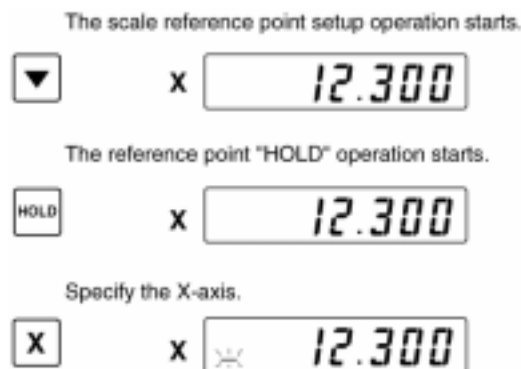 The scale reference point setup operation starts.
▼ X 12.300
The reference point "HOLD" operation starts.
HOLD X 12.300
Specify the X-axis.
X X 12.300